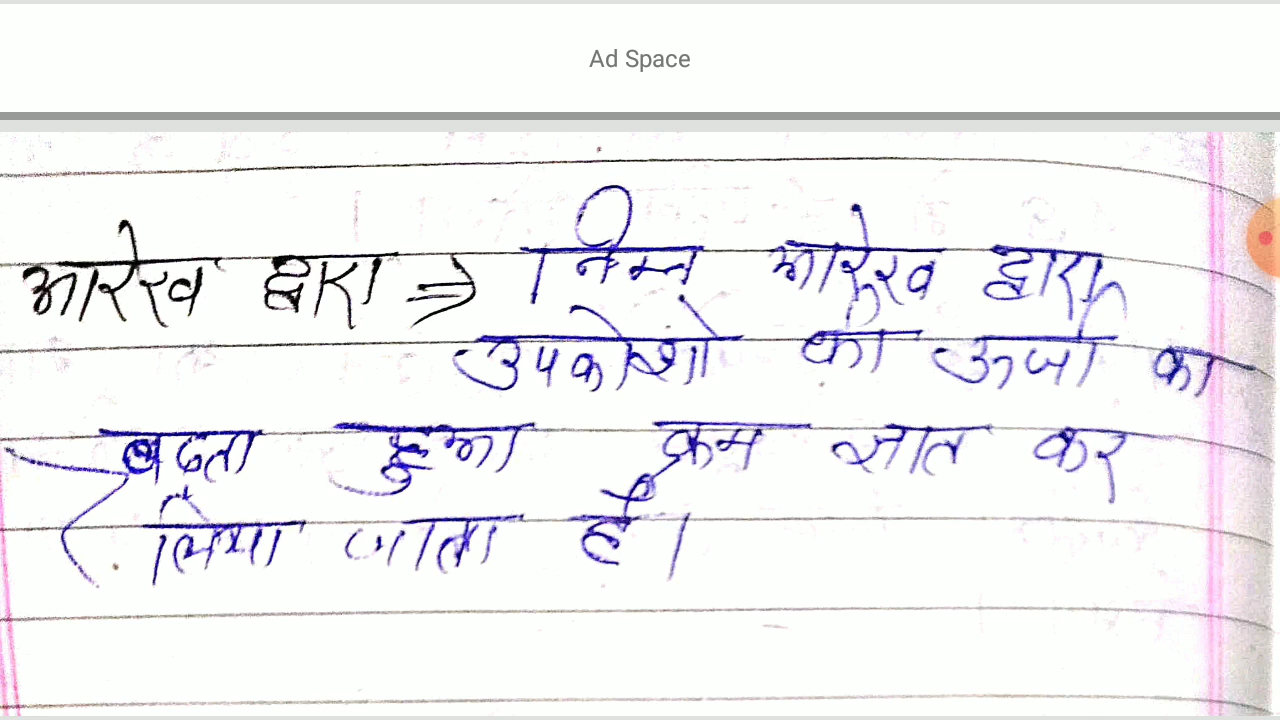 Ad Space
आरेख द्वारा ⇒ निम्न आरेख द्वारा
उपकोशो की ऊर्जा का
बढ़ता हुआ क्रम ज्ञात कर
लिया जाता है।